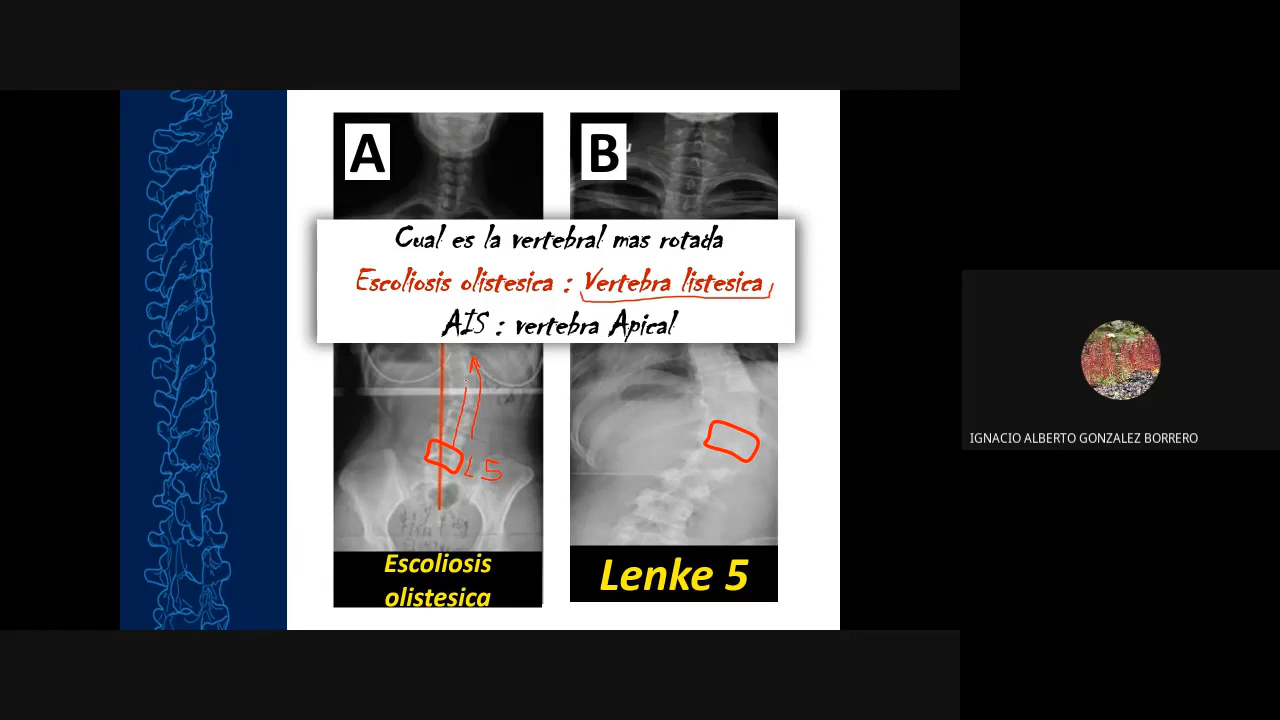 A
B
Cual es la vertebral mas rotada
Escoliosis olistesica : Vertebra listesica
AIS : vertebra Apical
L5
Escoliosis
olistesica
Lenke 5
IGNACIO ALBERTO GONZALEZ BORRERO